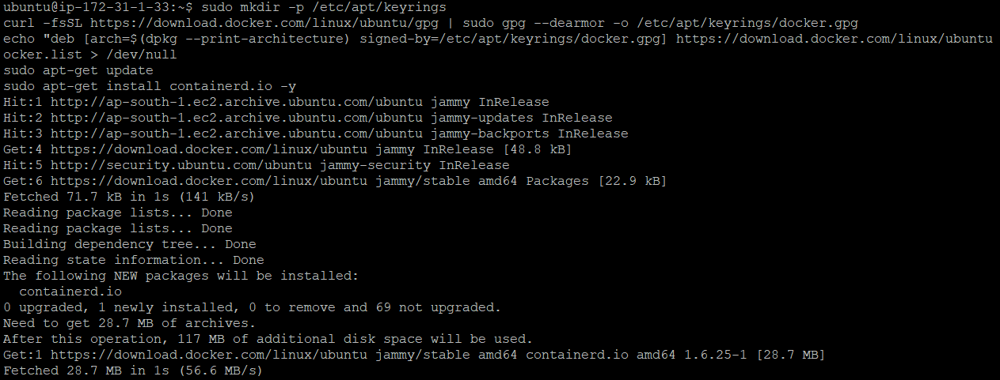 ubuntu@ip-172-31-1-33:~$ sudo mkdir -p /etc/apt/keyrings
curl -fsSL https://download.docker.com/linux/ubuntu/gpg | sudo gpg --dearmor -o /etc/apt/keyrings/docker.gpg
echo "deb [arch=$(dpkg --print-architecture) signed-by=/etc/apt/keyrings/docker.gpg] https://download.docker.com/linux/ubuntu
ocker.list > /dev/null
sudo apt-get update
sudo apt-get install containerd.io -y
Hit:1 http://ap-south-1.ec2.archive.ubuntu.com/ubuntu jammy InRelease
Hit:2 http://ap-south-1.ec2.archive.ubuntu.com/ubuntu jammy-updates InRelease
Hit:3 http://ap-south-1.ec2.archive.ubuntu.com/ubuntu jammy-backports InRelease
Get:4 https://download.docker.com/linux/ubuntu jammy InRelease [48.8 kB]
Hit:5 http://security.ubuntu.com/ubuntu jammy-security InRelease
Get:6 https://download.docker.com/linux/ubuntu jammy/stable amd64 Packages [22.9 kB]
Fetched 71.7 kB in 1s (141 kB/s)
Reading package lists... Done
Reading package lists... Done
Building dependency tree... Done
Reading state information... Done
The following NEW packages will be installed:
  containerd.io
0 upgraded, 1 newly installed, 0 to remove and 69 not upgraded.
Need to get 28.7 MB of archives.
After this operation, 117 MB of additional disk space will be used.
Get:1 https://download.docker.com/linux/ubuntu jammy/stable amd64 containerd.io amd64 1.6.25-1 [28.7 MB]
Fetched 28.7 MB in 1s (56.6 MB/s)